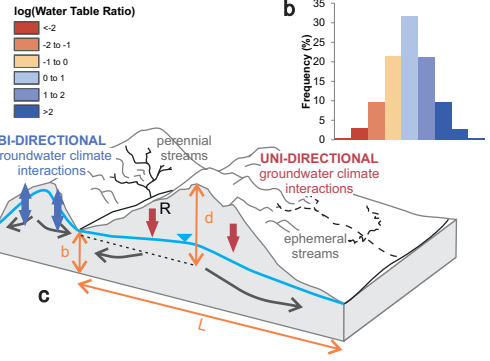 log(Water Table Ratio)
<-2
-2 to -1
-1 to 0
0 to 1
1 to 2
>2
b
Frequency (%)
35
30
25
20
15
10
5
0
BI-DIRECTIONAL
groundwater climate
interactions
perennial
streams
UNI-DIRECTIONAL
groundwater climate
interactions
R
d
b
ephemeral
streams
c
L